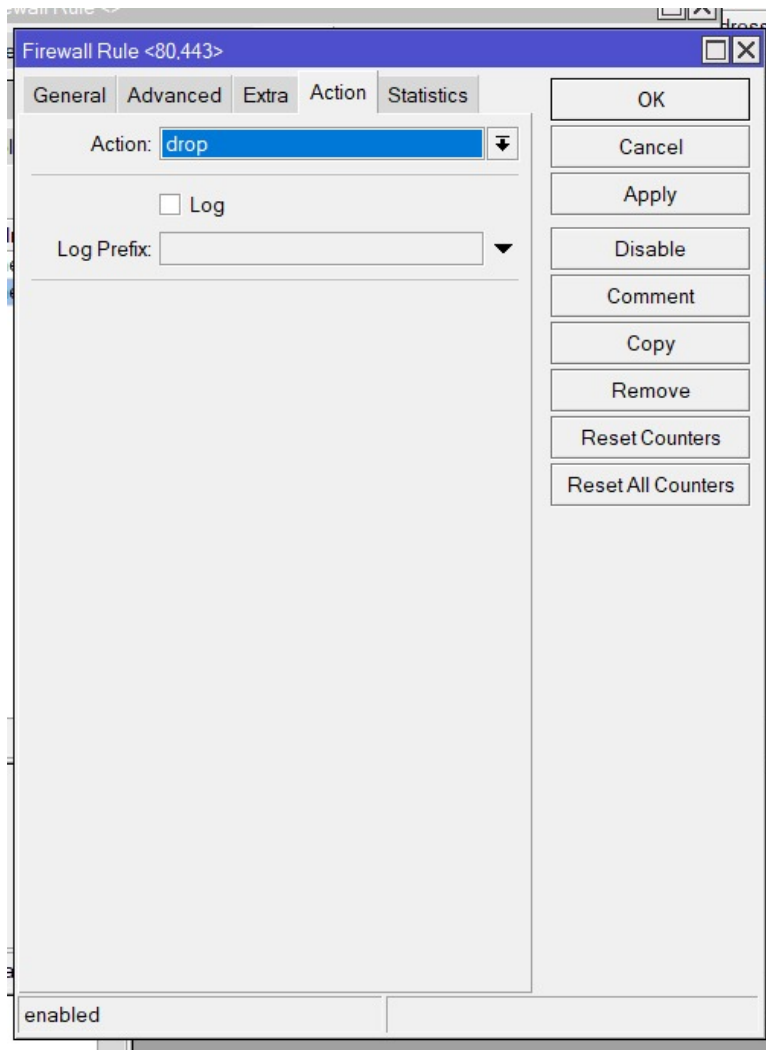 Firewall Rule <80,443>
General Advanced Extra Action Statistics
Action: drop
Log
Log Prefix:
OK
Cancel
Apply
Disable
Comment
Copy
Remove
Reset Counters
Reset All Counters
enabled